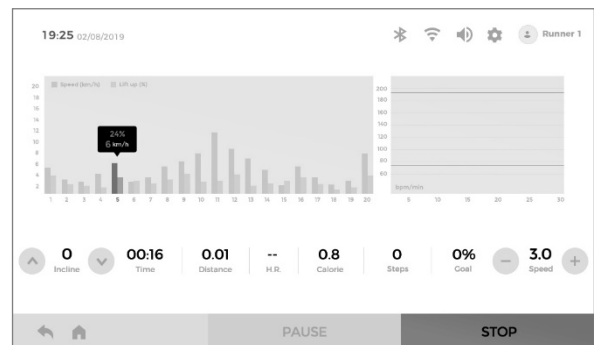 19:25 02/08/2019
Runner 1
Speed (km/h) Lift up (%)
20
18
16
14
12
10
8
6
4
2
24%
6 km/h
1 2 3 4 5 6 7 8 9 10 11 12 13 14 15 16 17 18 19 20
200
180
160
140
120
100
80
60
bpm/min
5 10 15 20 25 30
0 00:16 0.01 -- 0.8 0 0% 3.0
Incline Time Distance H.R. Calorie Steps Goal Speed
PAUSE STOP